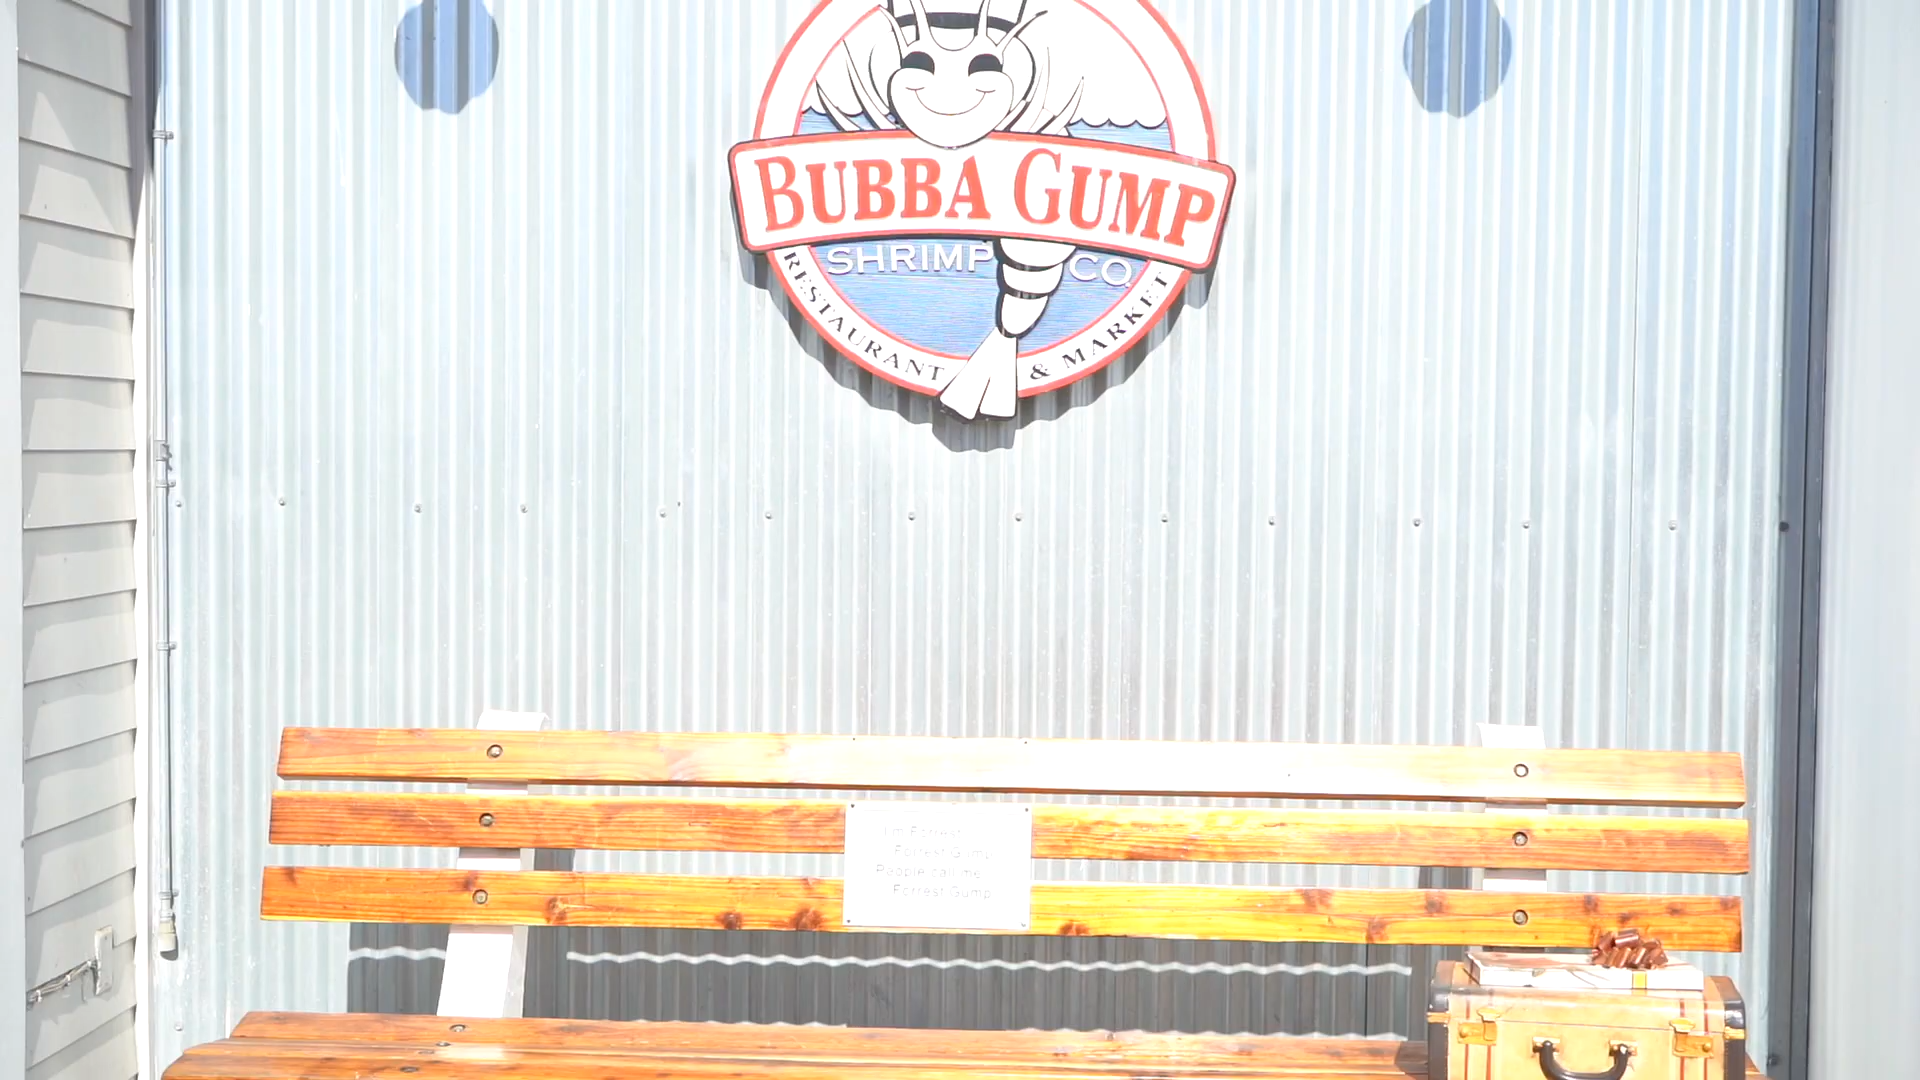 BUBBA GUMP
SHRIMP CO.
RESTAURANT & MARKET
I'm Forrest
Forrest Gump
People call me
Forrest Gump